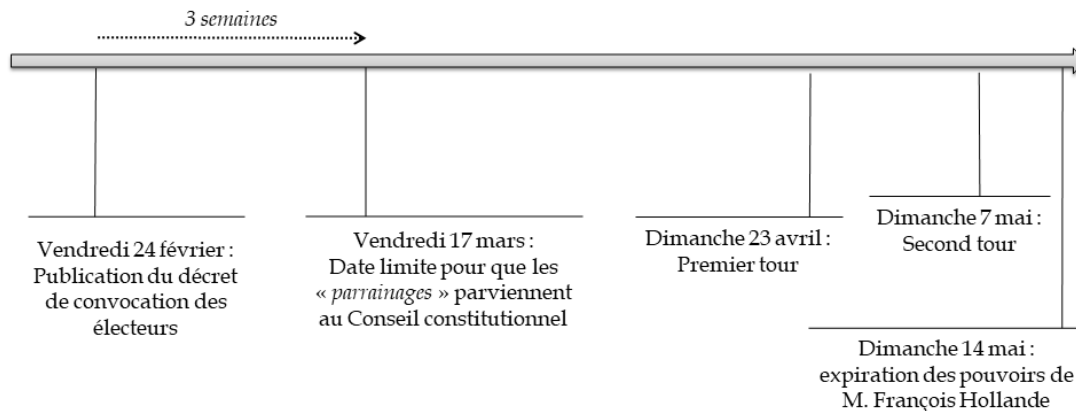 3 semaines
Vendredi 24 février :
Publication du décret
de convocation des
électeurs
Vendredi 17 mars :
Date limite pour que les
« parrainages » parviennent
au Conseil constitutionnel
Dimanche 23 avril :
Premier tour
Dimanche 7 mai :
Second tour
Dimanche 14 mai :
expiration des pouvoirs de
M. François Hollande